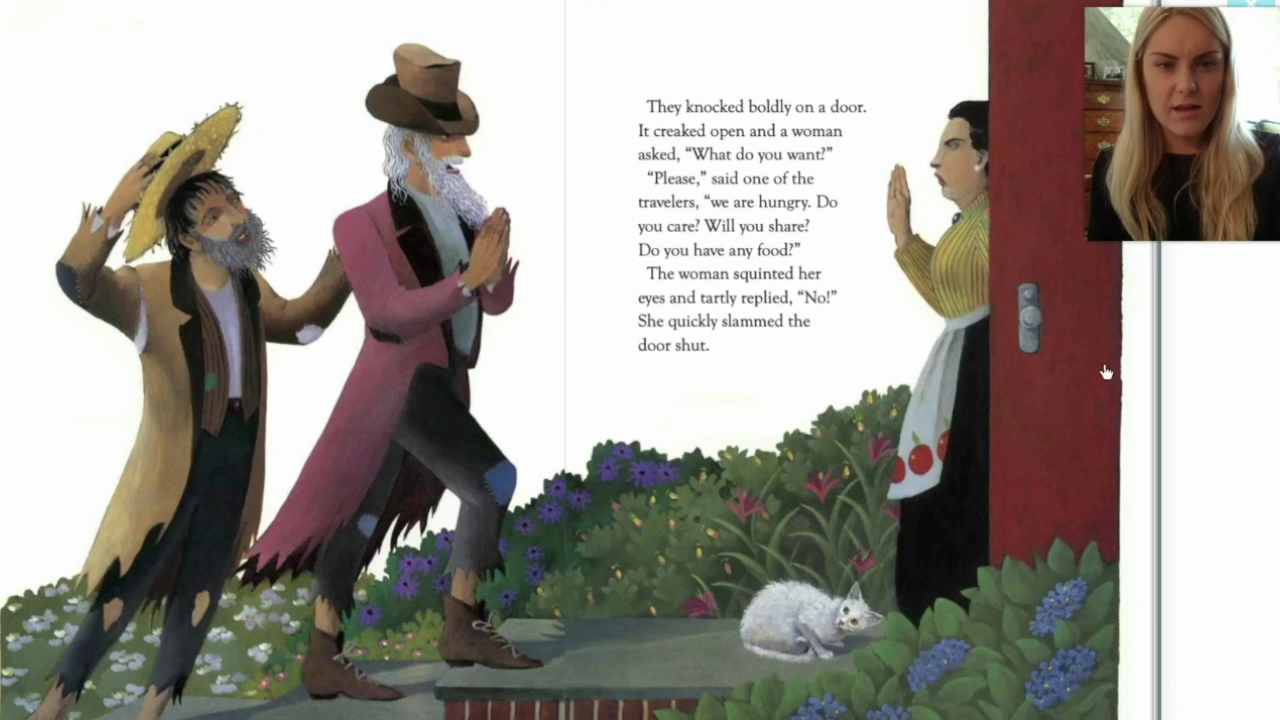 They knocked boldly on a door.
It creaked open and a woman
asked, “What do you want?”
“Please,” said one of the
travelers, “we are hungry. Do
you care? Will you share?
Do you have any food?”
The woman squinted her
eyes and tartly replied, “No!”
She quickly slammed the
door shut.